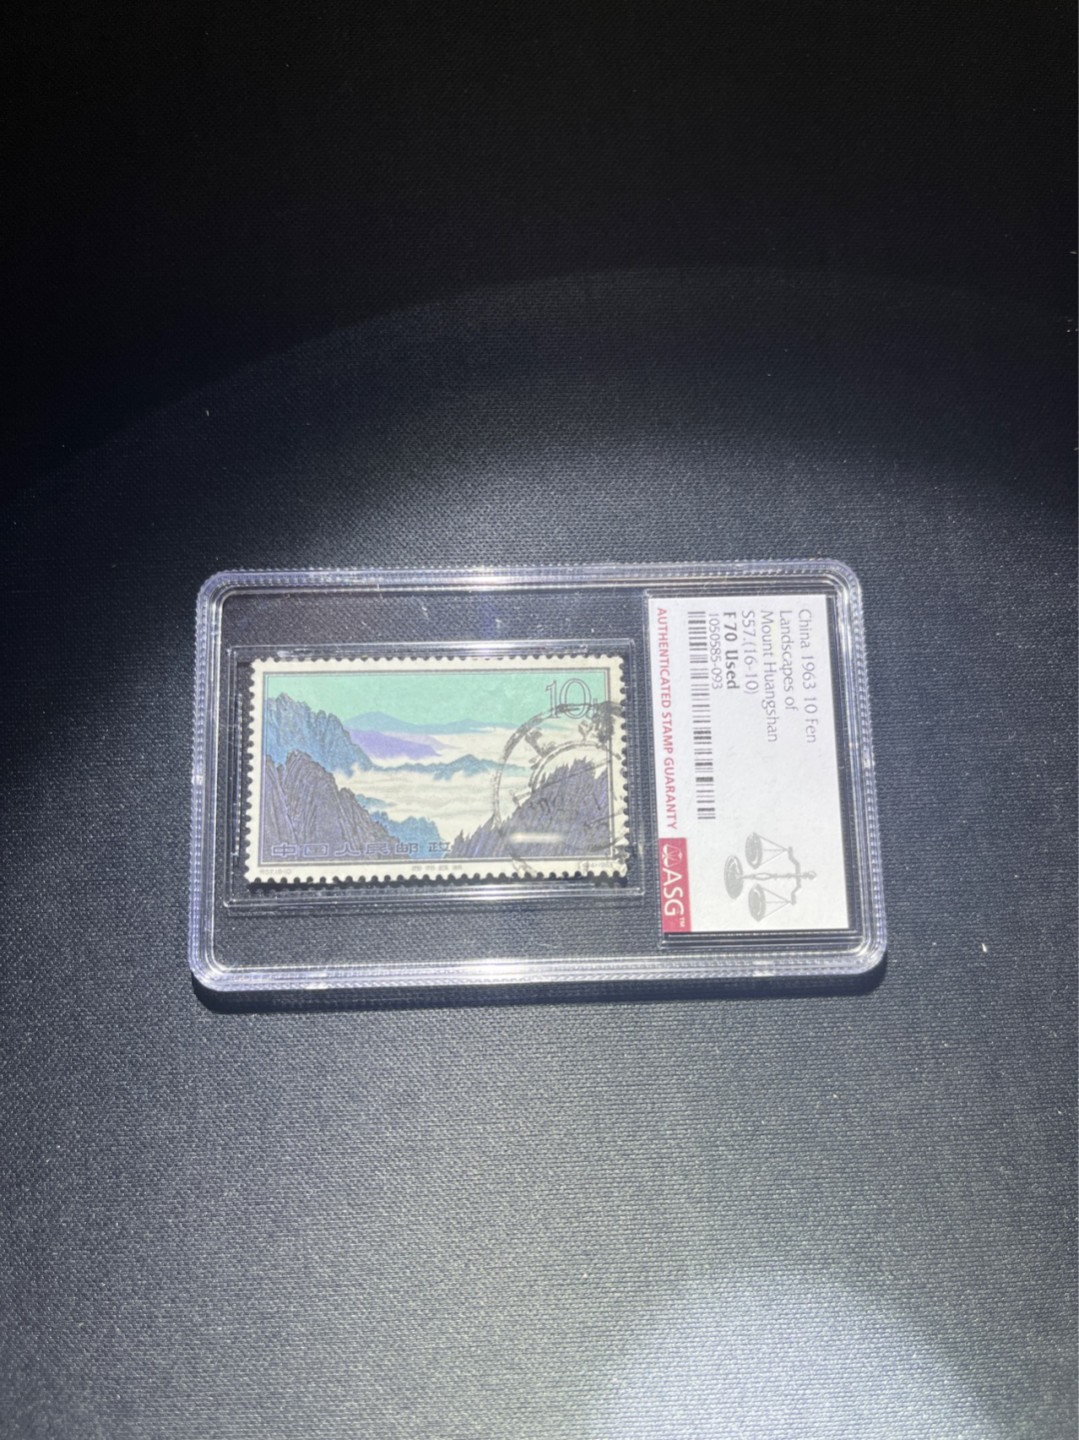 10
中国人民邮政
China 1963 10 Fen
Landscapes of
Mount Huangshan
S57.(16-10)
F 70 Used
1050585-093
AUTHENTICATED STAMP GUARANTY
ASG™